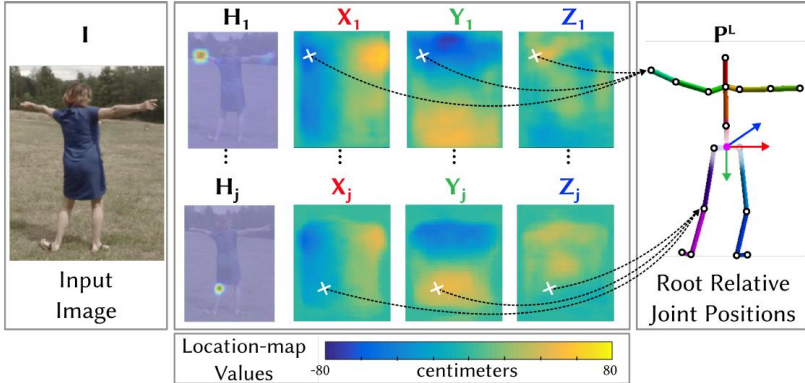 I
H1 X1 Y1 Z1
PL
Hj Xj Yj Zj
Input
Image
Root Relative
Joint Positions
Location-map
Values
-80 centimeters 80